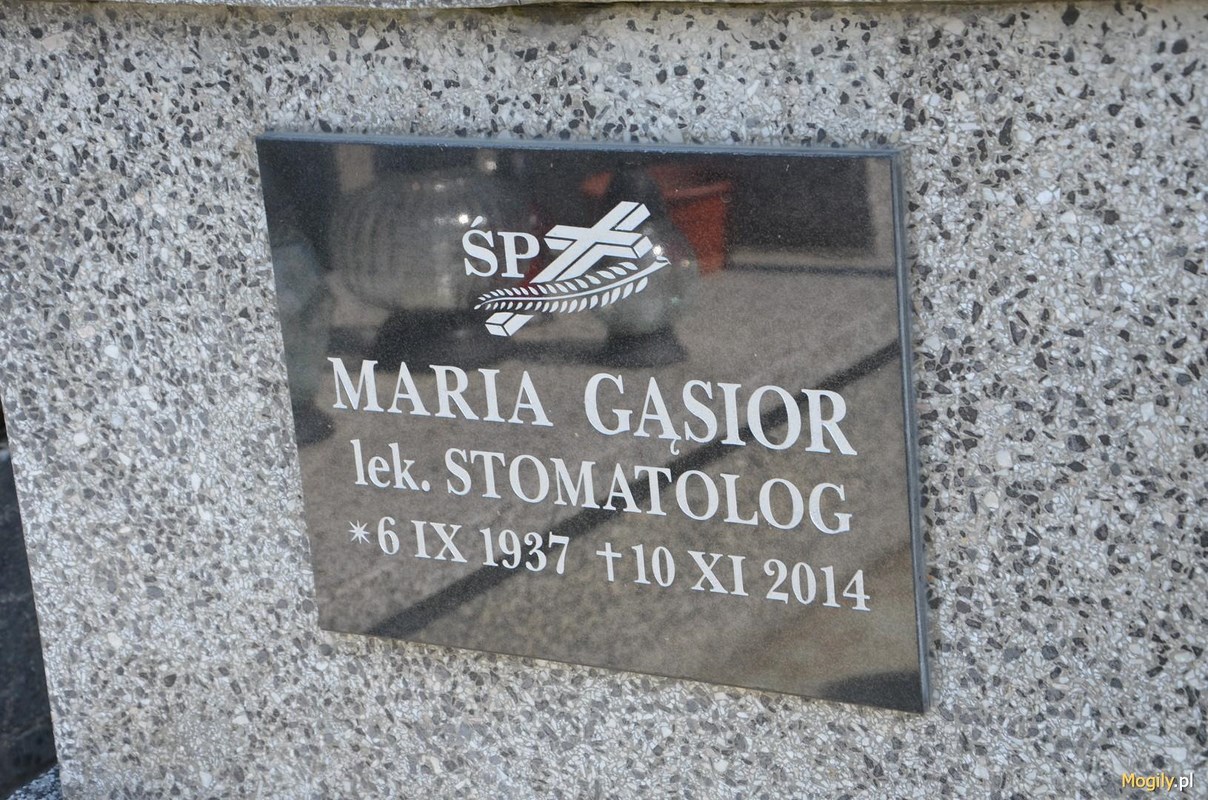 ŚP
MARIA GĄSIOR
lek. STOMATOLOG
*6 IX 1937 †10 XI 2014
Mogily.pl